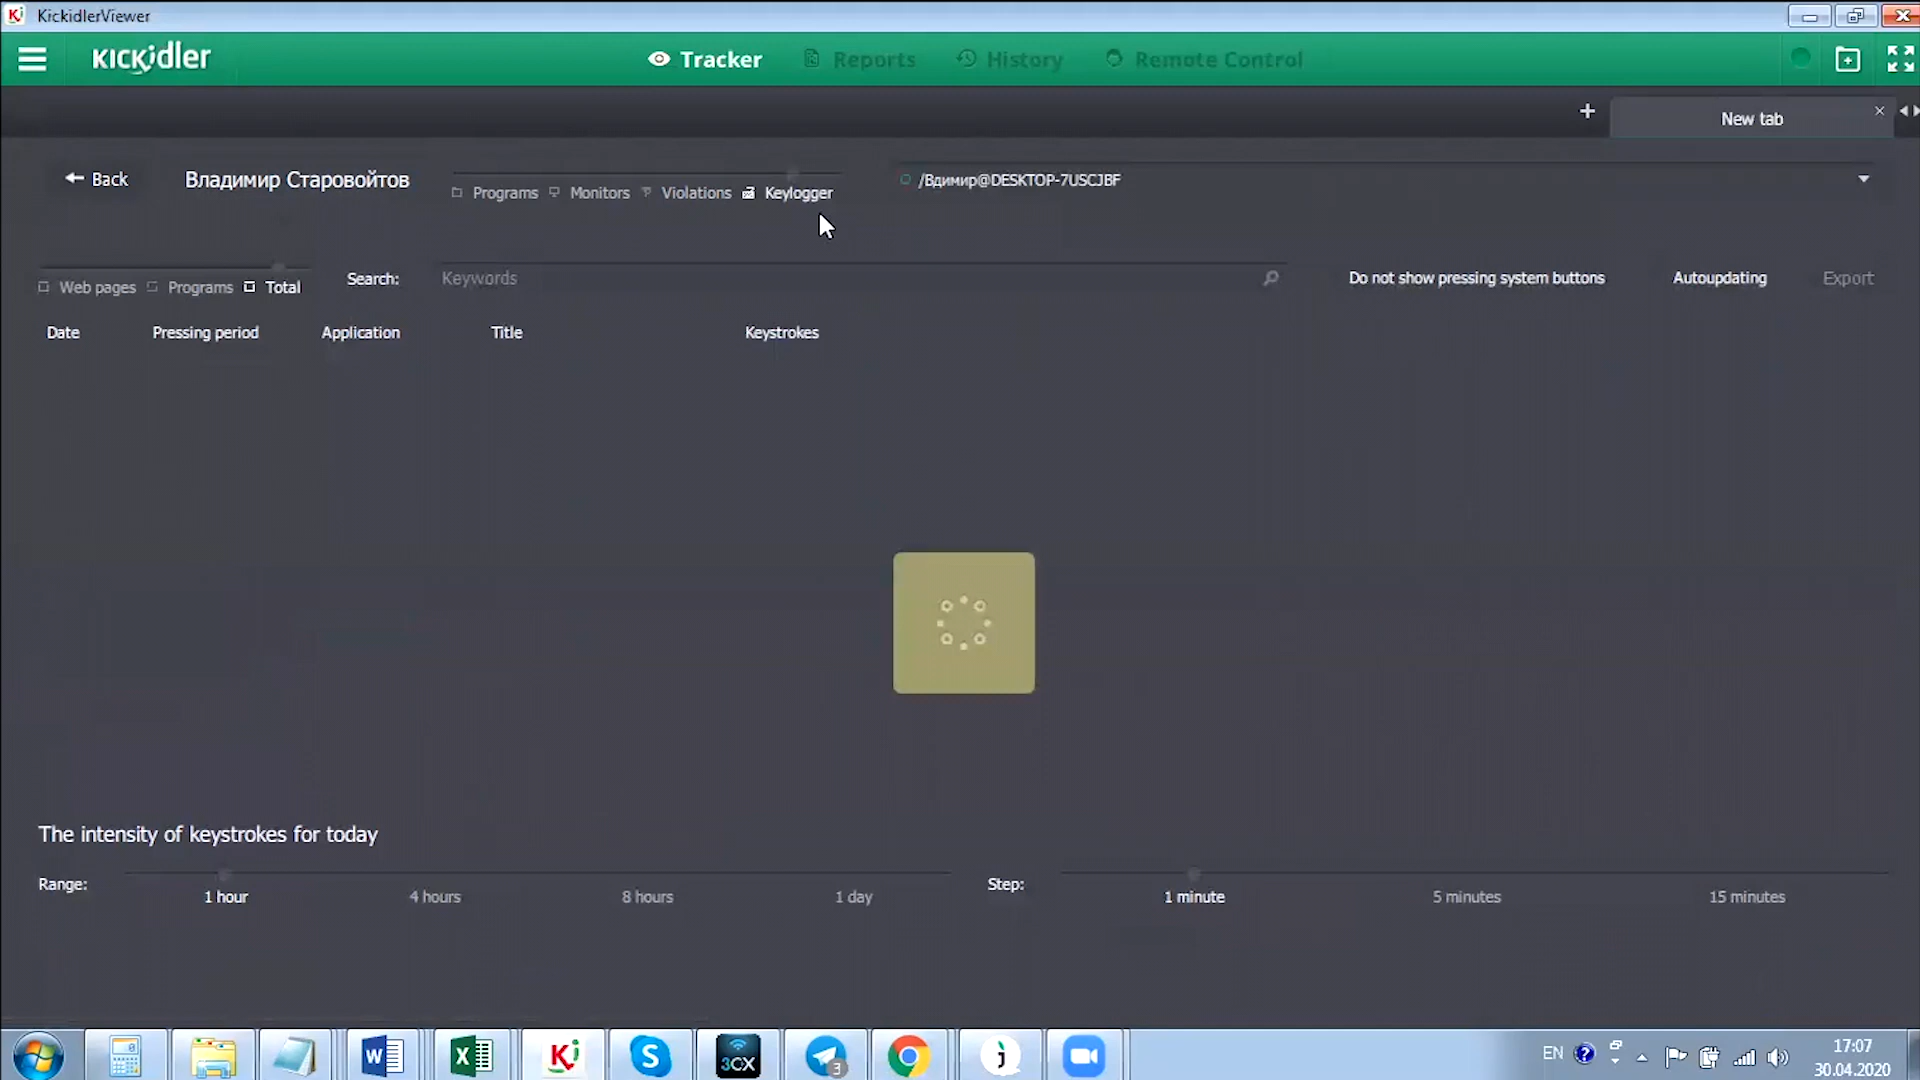 KickidlerViewer
KICKidler
Tracker Reports History Remote Control
New tab
Back Владимир Старовойтов Programs Monitors Violations Keylogger /Вдимир@DESKTOP-7USCJBF
Web pages Programs Total Search: Keywords Do not show pressing system buttons Autoupdating Export
Date Pressing period Application Title Keystrokes
The intensity of keystrokes for today
Range: 1 hour 4 hours 8 hours 1 day Step: 1 minute 5 minutes 15 minutes
W X Ki S 3CX 3 j EN ? 17:07
30.04.2020